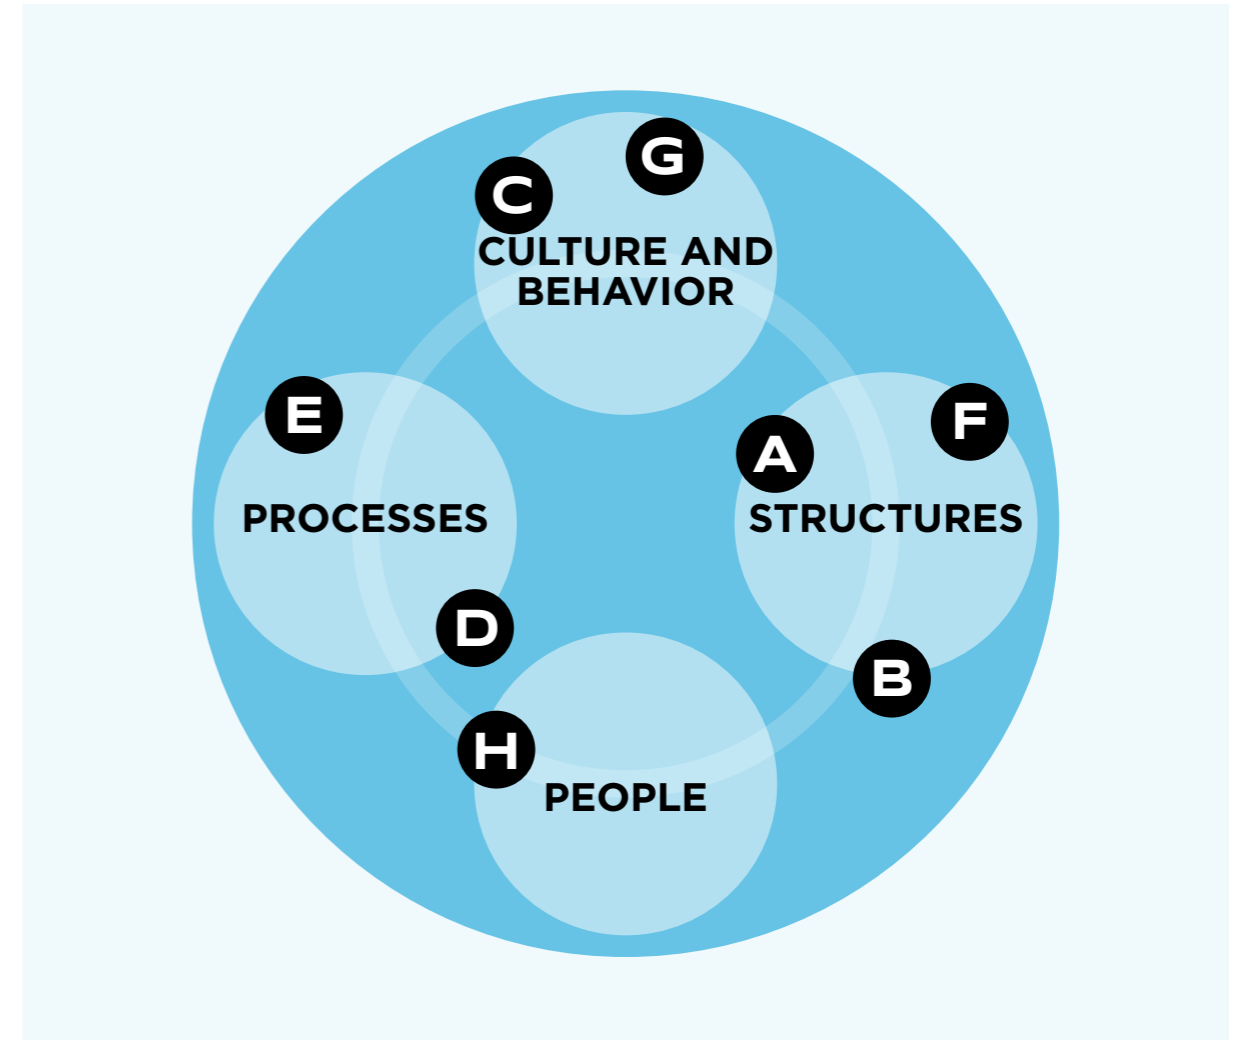 G
C
CULTURE AND
BEHAVIOR
E
F
A
PROCESSES
STRUCTURES
D
B
H
PEOPLE